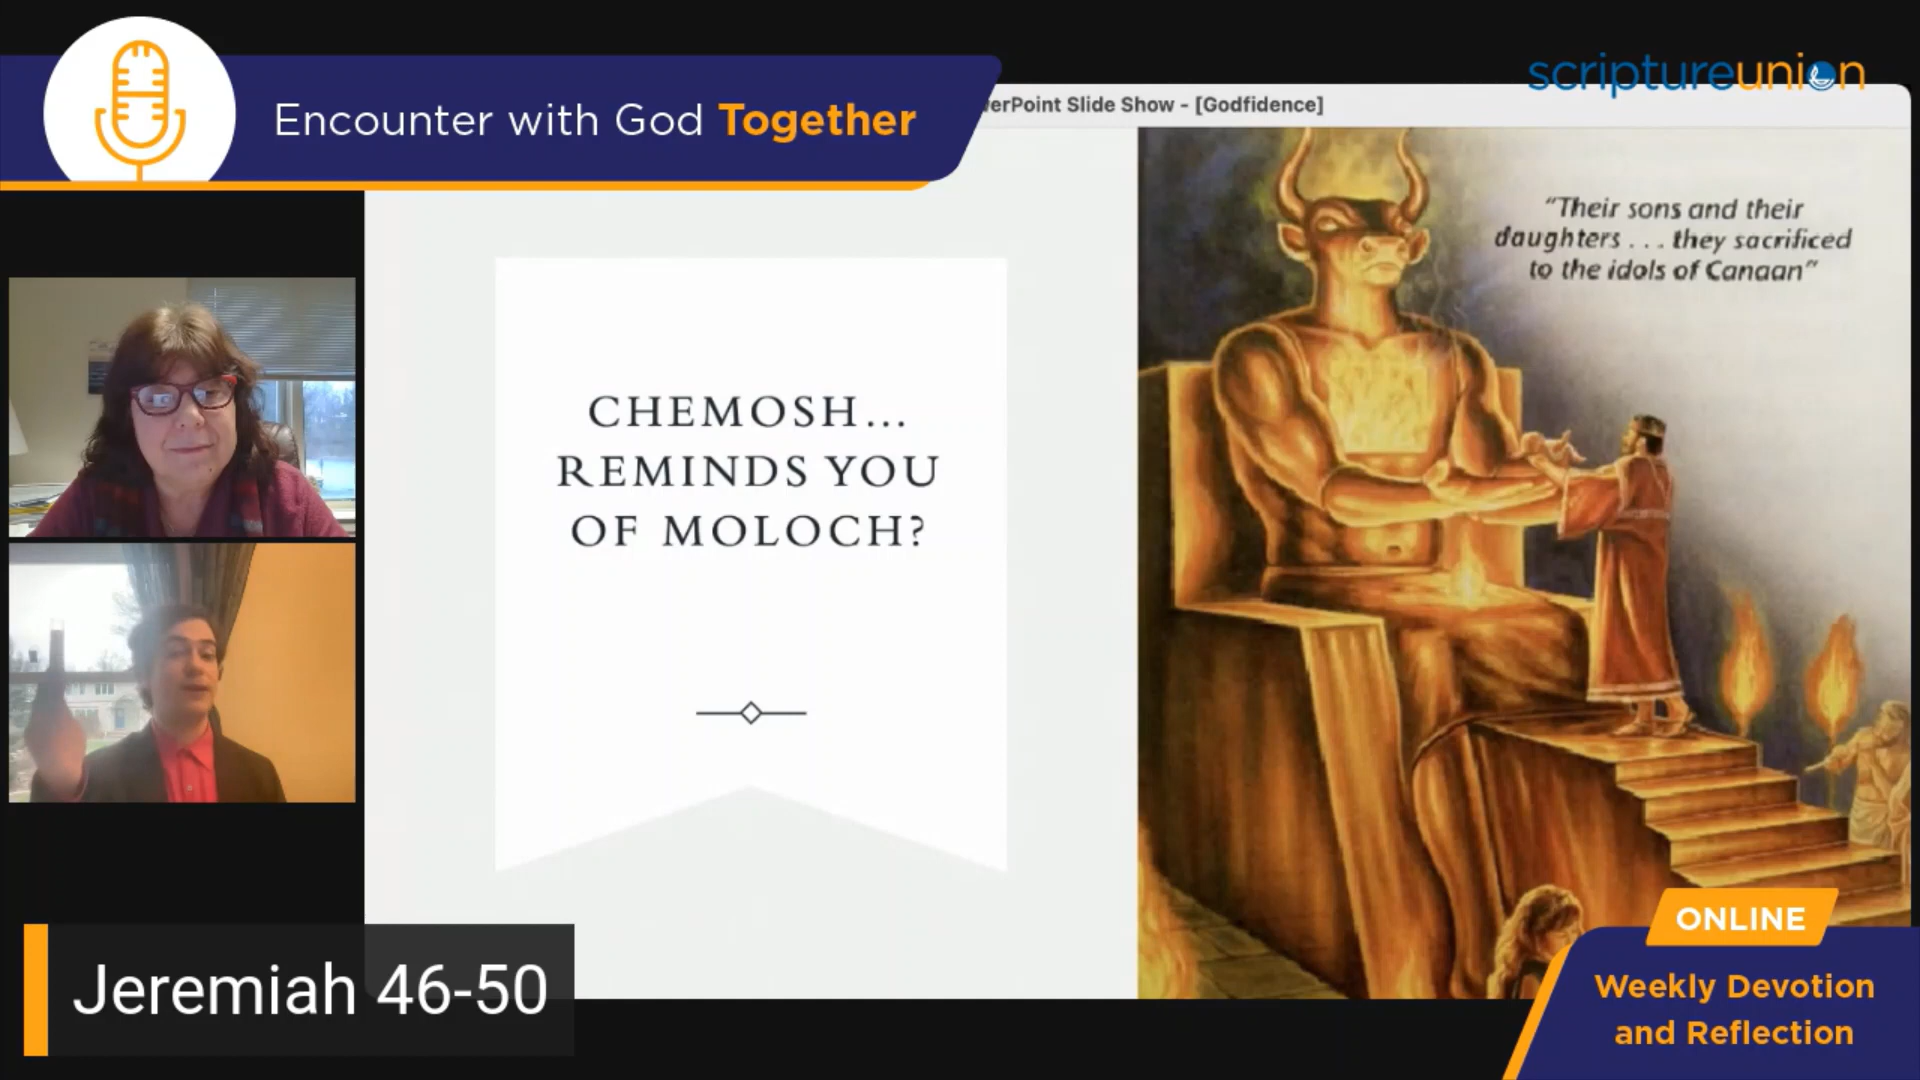 Encounter with God Together
scriptureunion
erPoint Slide Show - [Godfidence]
"Their sons and their
daughters . . . they sacrificed
to the idols of Canaan"
CHEMOSH...
REMINDS YOU
OF MOLOCH?
Jeremiah 46-50
ONLINE
Weekly Devotion
and Reflection